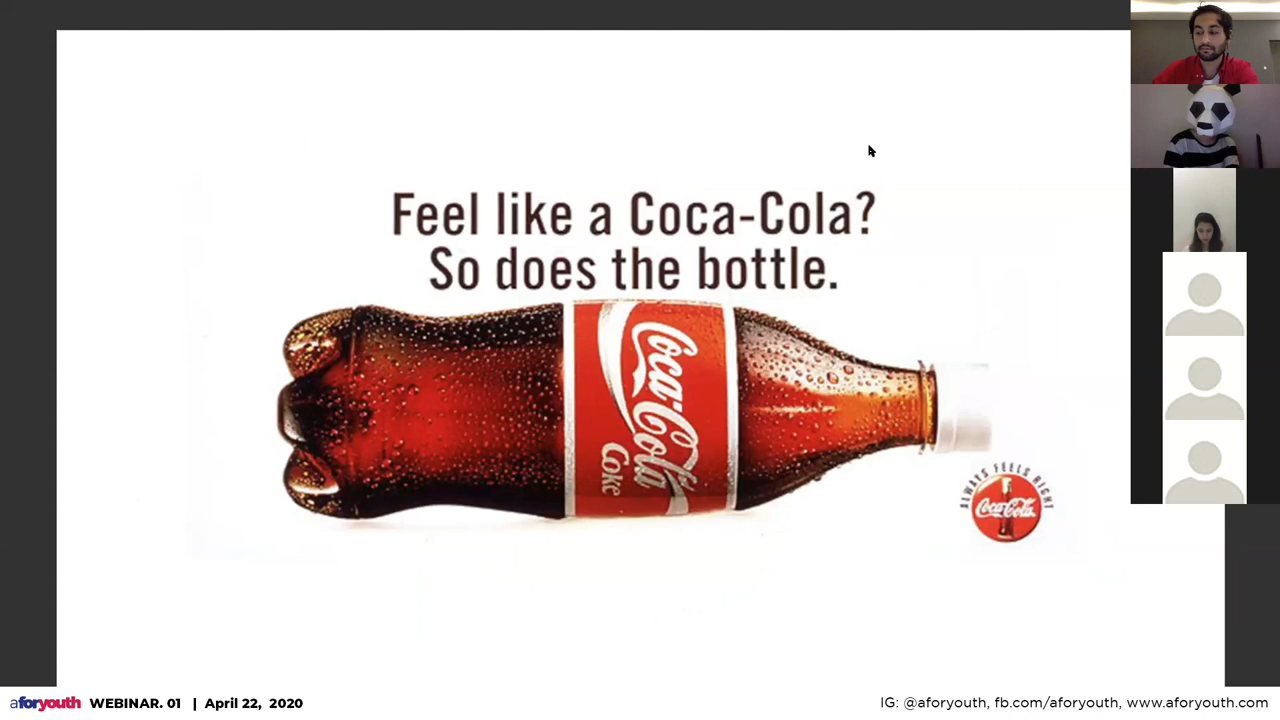 Feel like a Coca-Cola?
So does the bottle.
Coca-Cola
Coke
ALWAYS FEELS RIGHT
Coca-Cola
aforyouth WEBINAR. 01 | April 22, 2020
IG: @aforyouth, fb.com/aforyouth, www.aforyouth.com